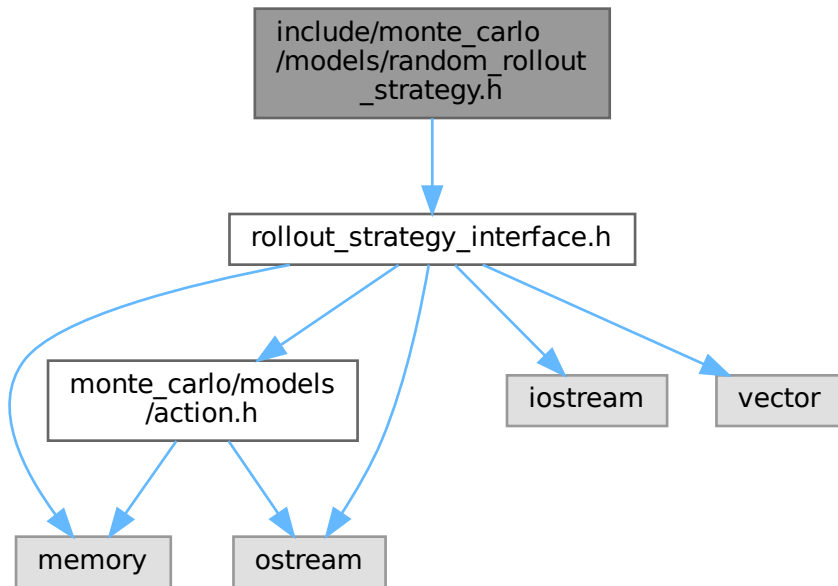 include/monte_carlo
/models/random_rollout
_strategy.h
rollout_strategy_interface.h
monte_carlo/models
/action.h
iostream
vector
memory
ostream